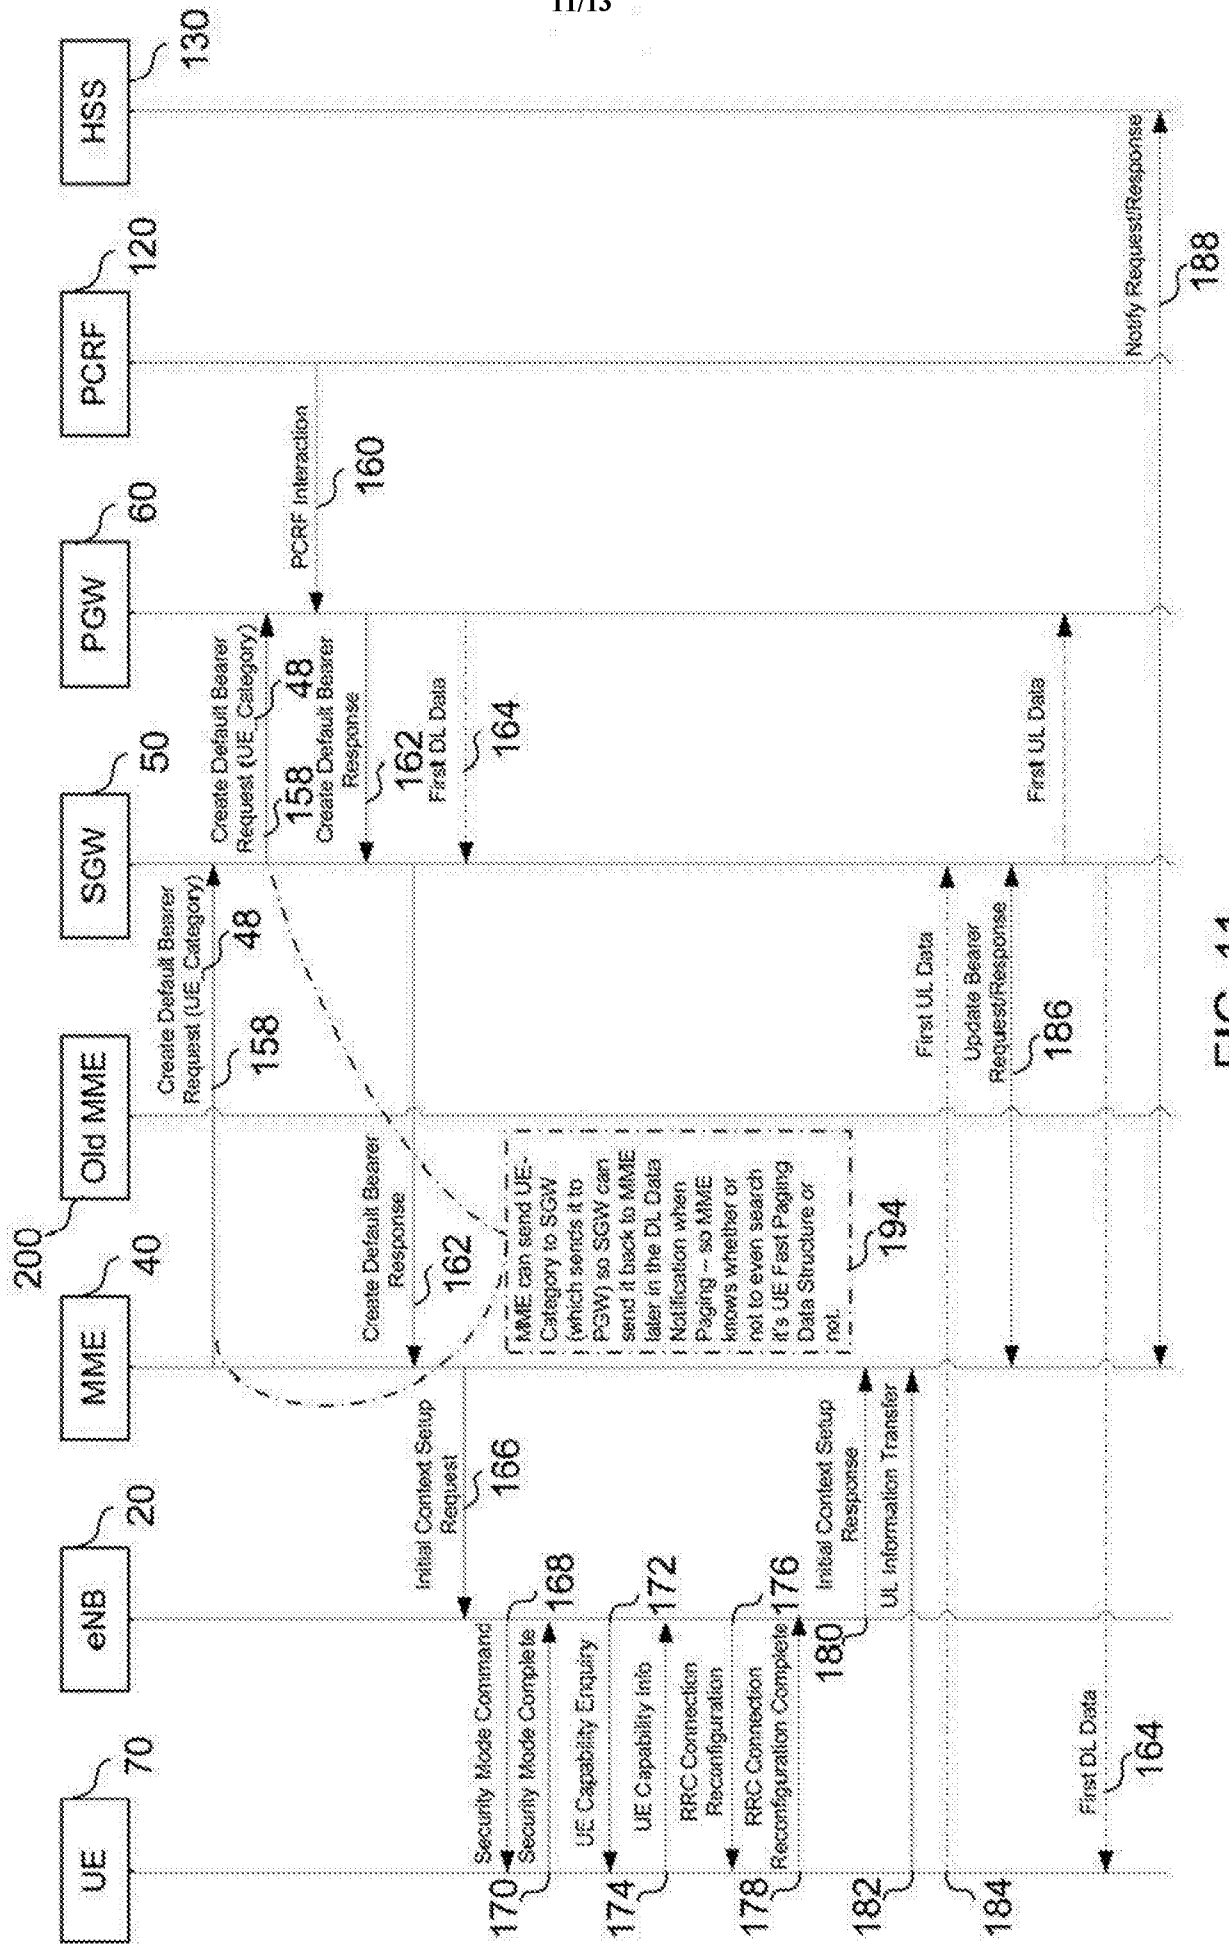 11/13
UE
70
eNB
20
MME
40
Old MME
200
SGW
50
PGW
60
PCRF
120
HSS
130
Create Default Bearer
Request (UE_Category)
48
158
Create Default Bearer
Request (UE_Category)
48
158
PCRF Interaction
160
Create Default Bearer
Response
162
Create Default Bearer
Response
162
First DL Data
164
Initial Context Setup
Request
166
Security Mode Command
168
Security Mode Complete
170
UE Capability Enquiry
172
UE Capability Info
174
RRC Connection
Reconfiguration
176
RRC Connection
Reconfiguration Complete
178
MME can send UE-
Category to SGW
(which sends it to
PGW) so SGW can
send it back to MME
later in the DL Data
Notification when
Paging – so MME
knows whether or
not to even search
it's UE Fast Paging
Data Structure or
not.
194
Initial Context Setup
Response
180
UL Information Transfer
182
First UL Data
184
Update Bearer
Request/Response
186
First UL Data
First DL Data
164
Notify Request/Response
188
FIG. 11